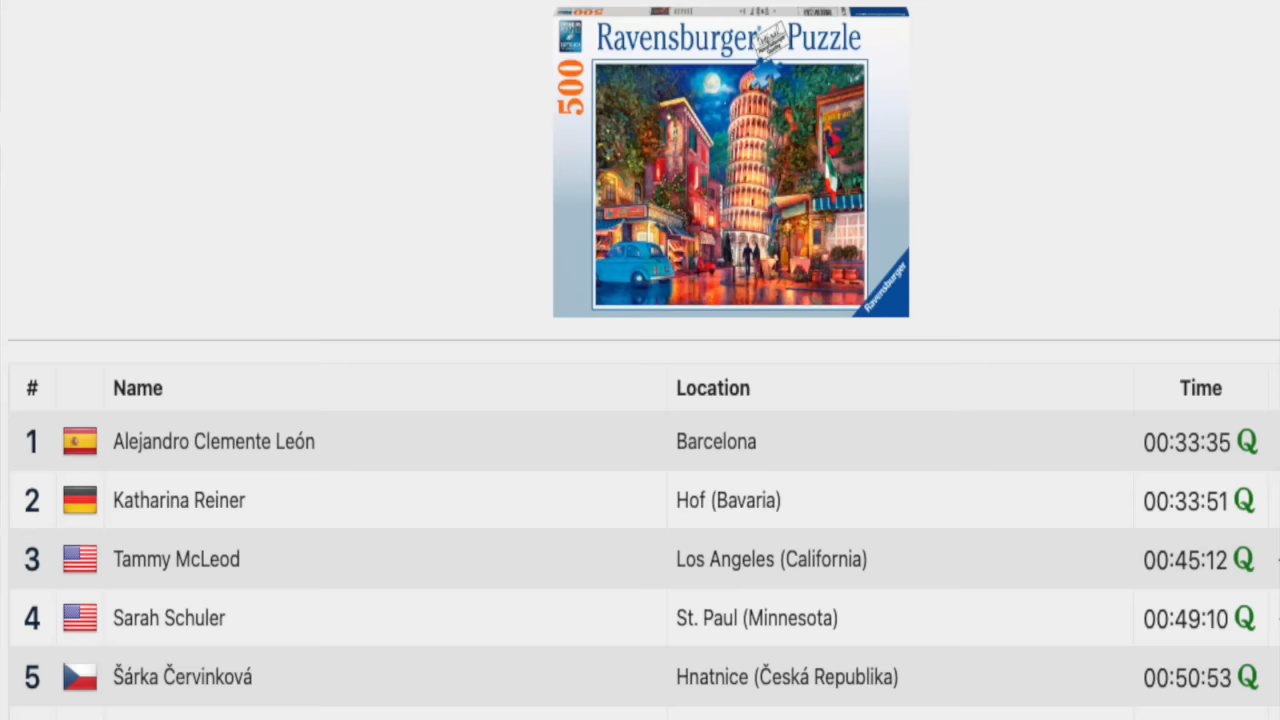 Ravensburger Puzzle
500
Ravensburger
# Name Location Time
1 Alejandro Clemente León Barcelona 00:33:35 Q
2 Katharina Reiner Hof (Bavaria) 00:33:51 Q
3 Tammy McLeod Los Angeles (California) 00:45:12 Q
4 Sarah Schuler St. Paul (Minnesota) 00:49:10 Q
5 Šárka Červinková Hnatnice (Česká Republika) 00:50:53 Q